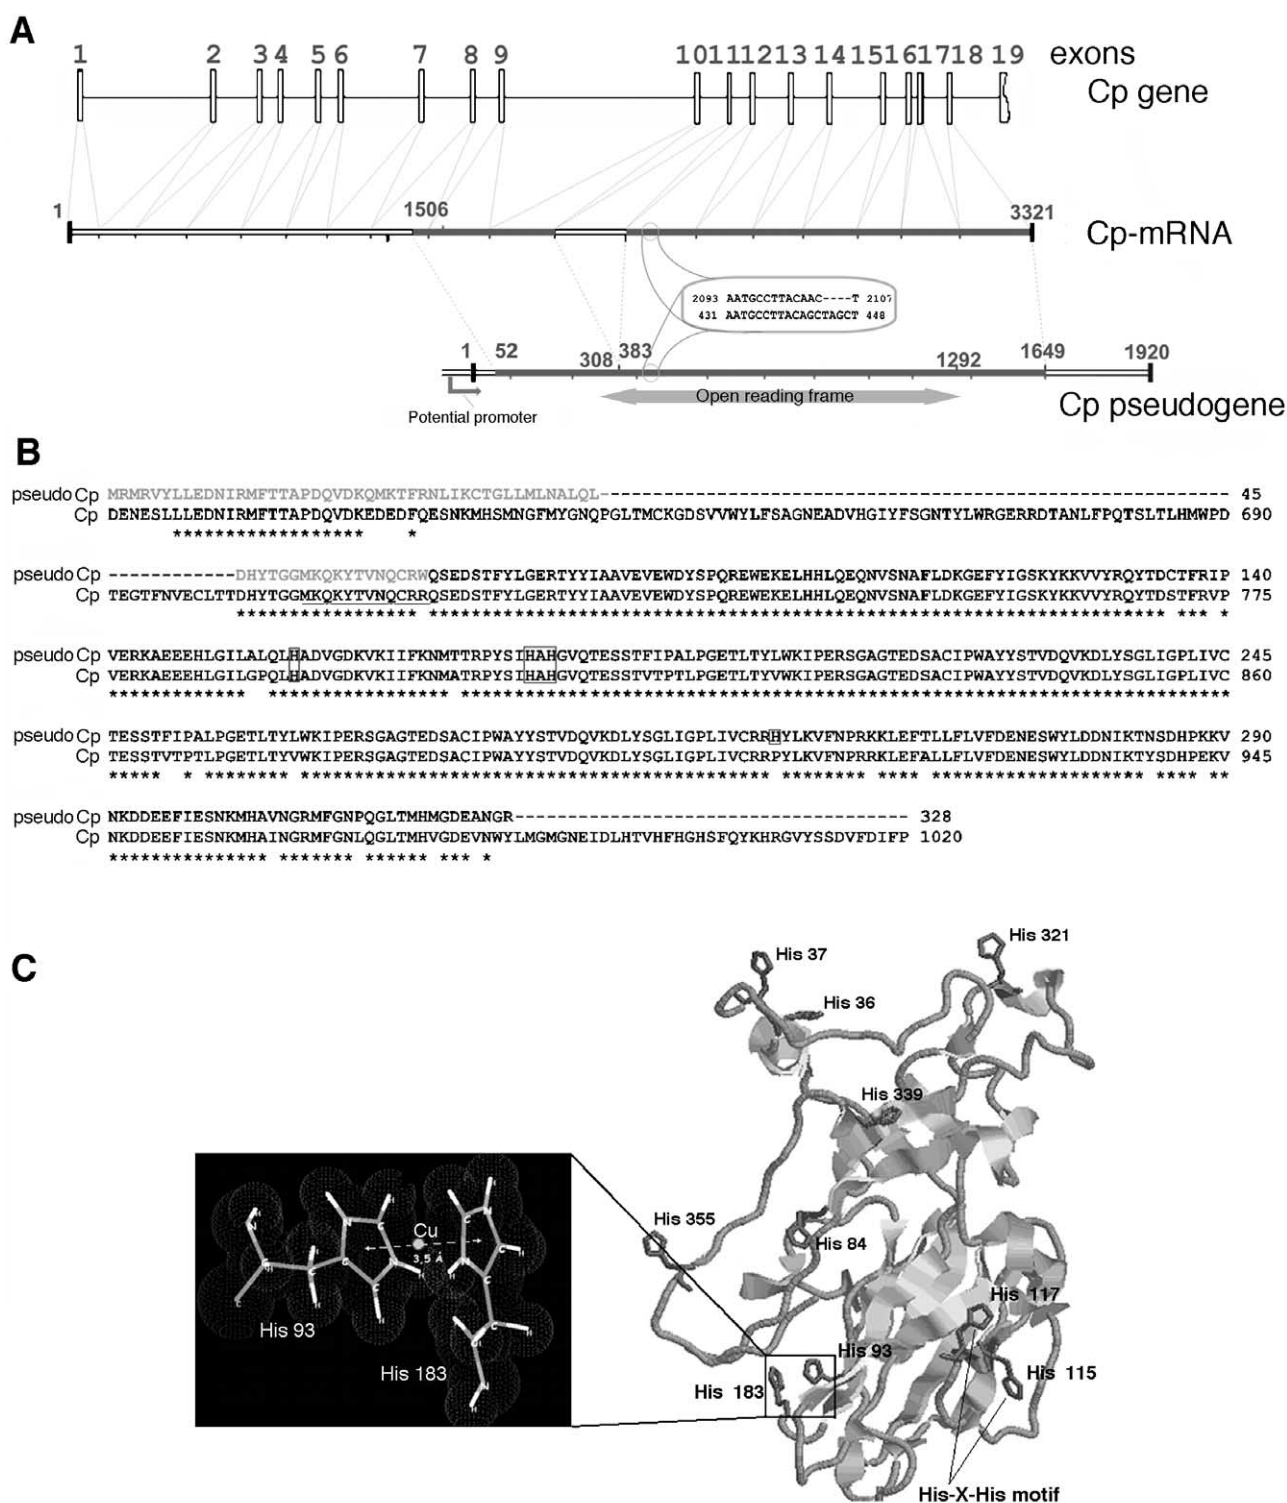 A
1 2 3 4 5 6 7 8 9 10 11 12 13 14 15 16 17 18 19 exons
Cp gene
1 1506 3321
Cp-mRNA
2093 AATGCCTTACAAC----T 2107
431 AATGCCTTACAGCTAGCT 448
1 52 308 383 1292 1649 1920
Open reading frame
Potential promoter
Cp pseudogene
B
pseudo Cp MRMRVYLLEDNIRMFTTAPDQVDKQMKTFRNLIKCTGLLMLNALQL----------------------------------------------------------- 45
Cp DENESLLLEDNIRMFTTAPDQVDKEDEDFQESNKMHSMNGFMYGNQPGLTMCKGDSVVWYLFSAGNEADVHGIYFSGNTYLWRGERRDTANLFPQTSLTLHMWPD 690
****************** *
pseudo Cp ------------DHYTGGMKQKYTVNQCRWQSEDSTFYLGERTYYIAAVEVEWDYSPQREWEKELHHLQEQNVSNAFLDKGEFYIGSKYKKVVYRQYTDCTFRIP 140
Cp TEGTFNVECLTTDHYTGGMKQKYTVNQCRRQSEDSTFYLGERTYYIAAVEVEWDYSPQREWEKELHHLQEQNVSNAFLDKGEFYIGSKYKKVVYRQYTDSTFRVP 775
***************** ********************************************************************* *** *
pseudo Cp VERKAEEEHLGILALQLHADVGDKVKIIFKNMTTRPYSIHAHGVQTESSTFIPALPGETLTYLWKIPERSGAGTEDSACIPWAYYSTVDQVKDLYSGLIGPLIVC 245
Cp VERKAEEEHLGILGPQLHADVGDKVKIIFKNMATRPYSIHAHGVQTESSTVTPTLPGETLTYVWKIPERSGAGTEDSACIPWAYYSTVDQVKDLYSGLIGPLIVC 860
************* ***************** ************************************************************************
pseudo Cp TESSTFIPALPGETLTYLWKIPERSGAGTEDSACIPWAYYSTVDQVKDLYSGLIGPLIVCRRHYLKVFNPRKKLEFTLLFLVFDENESWYLDDNIKTNSDHPKKV 290
Cp TESSTVTPTLPGETLTYVWKIPERSGAGTEDSACIPWAYYSTVDQVKDLYSGLIGPLIVCRRPYLKVFNPRRKLEFALLFLVFDENESWYLDDNIKTYSDHPEKV 945
***** * ******** ******************************************** ******** **** ******************** **** **
pseudo Cp NKDDEEFIESNKMHAVNGRMFGNPQGLTMHMGDEANGR------------------------------------- 328
Cp NKDDEEFIESNKMHAINGRMFGNLQGLTMHVGDEVNWYLMGMGNEIDLHTVHFHGHSFQYKHRGVYSSDVFDIFP 1020
*************** ******* ****** *** *
C
His 321
His 37
His 36
His 339
His 355
His 84
Cu
3,5 Å
His 117
His 93
His 93
His 183
His 183
His 115
His-X-His motif